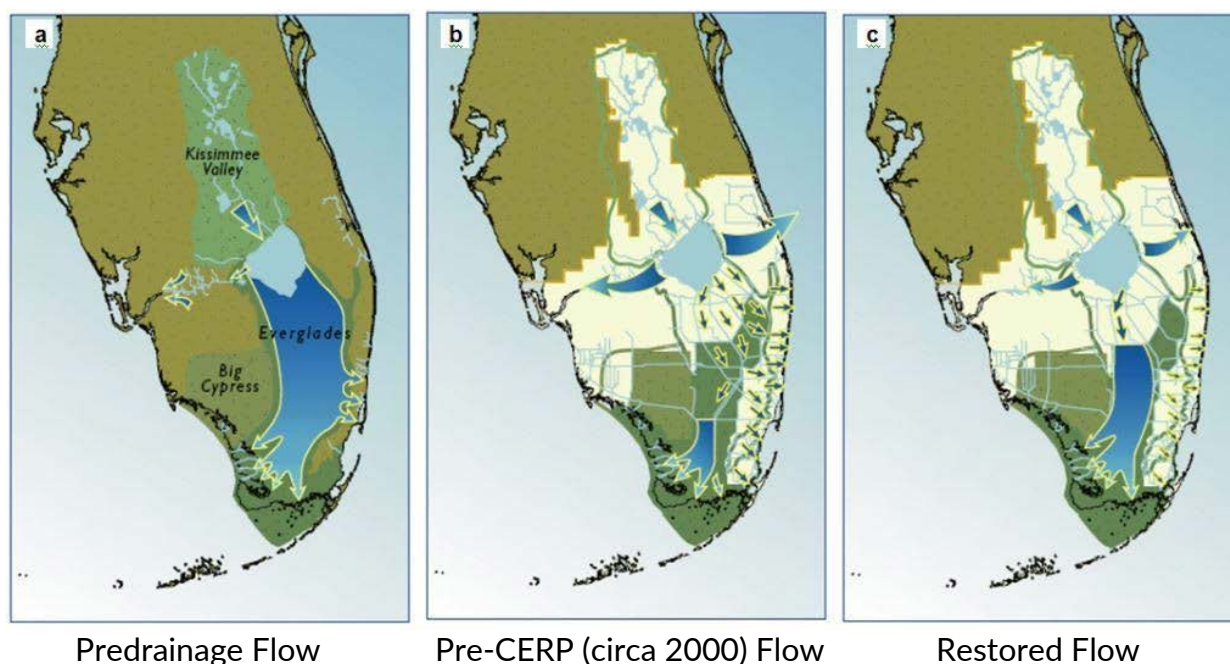 a
Kissimmee
Valley
Everglades
Big
Cypress
b
c
Predrainage Flow
Pre-CERP (circa 2000) Flow
Restored Flow